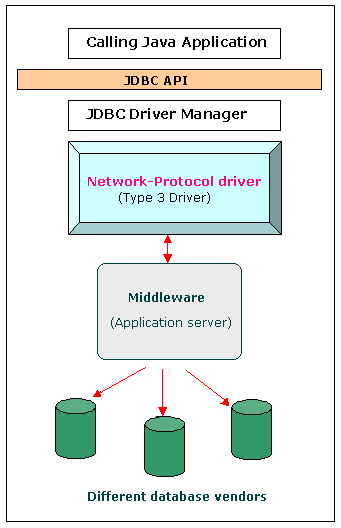 Calling Java Application
JDBC API
JDBC Driver Manager
Network-Protocol driver
(Type 3 Driver)
Middleware
(Application server)
Different database vendors